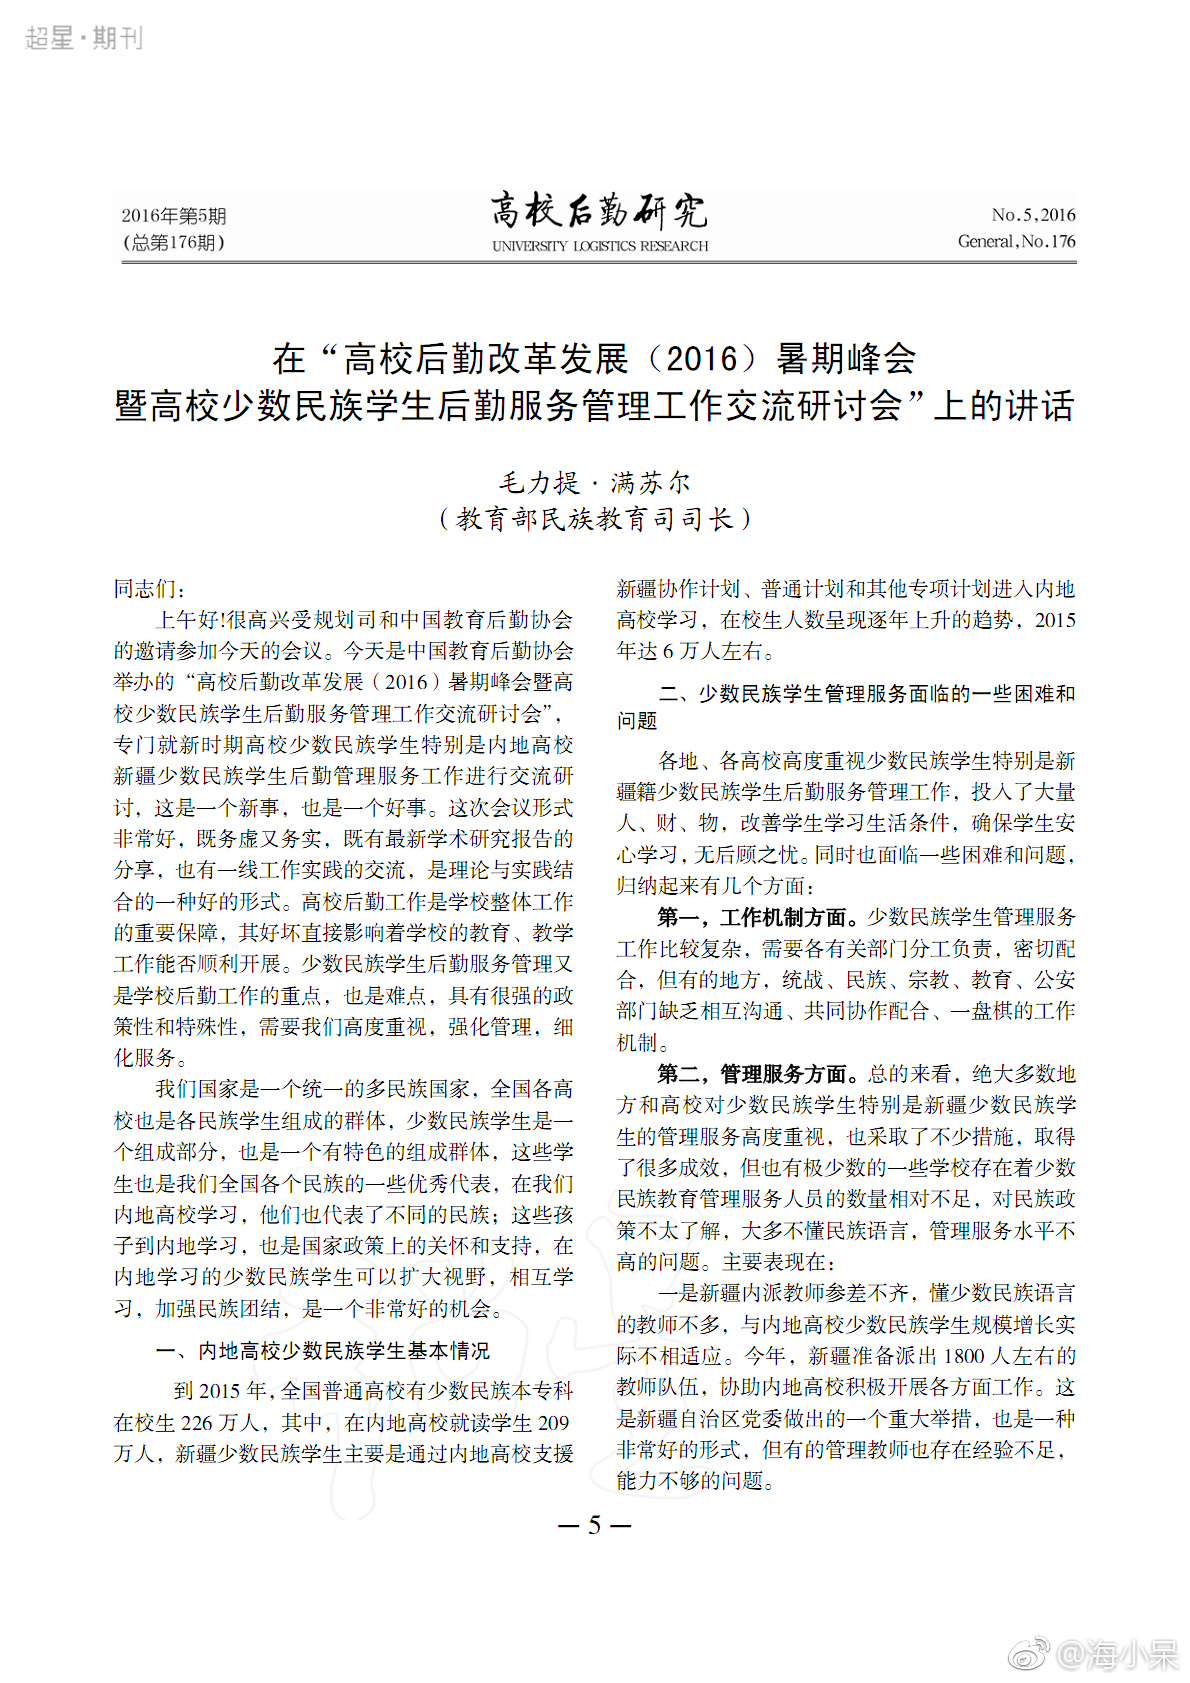 超星·期刊
2016年第5期
(总第176期)
高校后勤研究
UNIVERSITY LOGISTICS RESEARCH
No.5,2016
General,No.176
在“高校后勤改革发展（2016）暑期峰会
暨高校少数民族学生后勤服务管理工作交流研讨会”上的讲话
毛力提·满苏尔
（教育部民族教育司司长）
同志们：
上午好!很高兴受规划司和中国教育后勤协会
的邀请参加今天的会议。今天是中国教育后勤协会
举办的“高校后勤改革发展（2016）暑期峰会暨高
校少数民族学生后勤服务管理工作交流研讨会”，
专门就新时期高校少数民族学生特别是内地高校
新疆少数民族学生后勤管理服务工作进行交流研
讨，这是一个新事，也是一个好事。这次会议形式
非常好，既务虚又务实，既有最新学术研究报告的
分享，也有一线工作实践的交流，是理论与实践结
合的一种好的形式。高校后勤工作是学校整体工作
的重要保障，其好坏直接影响着学校的教育、教学
工作能否顺利开展。少数民族学生后勤服务管理又
是学校后勤工作的重点，也是难点，具有很强的政
策性和特殊性，需要我们高度重视，强化管理，细
化服务。
我们国家是一个统一的多民族国家，全国各高
校也是各民族学生组成的群体，少数民族学生是一
个组成部分，也是一个有特色的组成群体，这些学
生也是我们全国各个民族的一些优秀代表，在我们
内地高校学习，他们也代表了不同的民族；这些孩
子到内地学习，也是国家政策上的关怀和支持，在
内地学习的少数民族学生可以扩大视野，相互学
习，加强民族团结，是一个非常好的机会。
一、内地高校少数民族学生基本情况
到 2015 年，全国普通高校有少数民族本专科
在校生 226 万人，其中，在内地高校就读学生 209
万人，新疆少数民族学生主要是通过内地高校支援
新疆协作计划、普通计划和其他专项计划进入内地
高校学习，在校生人数呈现逐年上升的趋势，2015
年达 6 万人左右。
二、少数民族学生管理服务面临的一些困难和
问题
各地、各高校高度重视少数民族学生特别是新
疆籍少数民族学生后勤服务管理工作，投入了大量
人、财、物，改善学生学习生活条件，确保学生安
心学习，无后顾之忧。同时也面临一些困难和问题，
归纳起来有几个方面：
第一，工作机制方面。少数民族学生管理服务
工作比较复杂，需要各有关部门分工负责，密切配
合，但有的地方，统战、民族、宗教、教育、公安
部门缺乏相互沟通、共同协作配合、一盘棋的工作
机制。
第二，管理服务方面。总的来看，绝大多数地
方和高校对少数民族学生特别是新疆少数民族学
生的管理服务高度重视，也采取了不少措施，取得
了很多成效，但也有极少数的一些学校存在着少数
民族教育管理服务人员的数量相对不足，对民族政
策不太了解，大多不懂民族语言，管理服务水平不
高的问题。主要表现在：
一是新疆内派教师参差不齐，懂少数民族语言
的教师不多，与内地高校少数民族学生规模增长实
际不相适应。今年，新疆准备派出 1800 人左右的
教师队伍，协助内地高校积极开展各方面工作。这
是新疆自治区党委做出的一个重大举措，也是一种
非常好的形式，但有的管理教师也存在经验不足，
能力不够的问题。
— 5 —
@海小呆